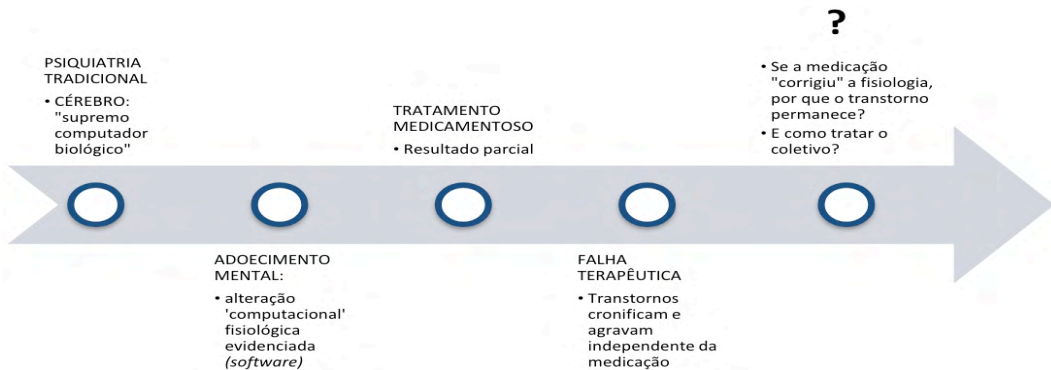 PSIQUIATRIA
TRADICIONAL
• CÉREBRO:
"supremo
computador
biológico"
ADOECIMENTO
MENTAL:
• alteração
'computacional'
fisiológica
evidenciada
(software)
TRATAMENTO
MEDICAMENTOSO
• Resultado parcial
FALHA
TERAPÊUTICA
• Transtornos
cronificam e
agravam
independente da
medicação
?
• Se a medicação
"corrigiu" a fisiologia,
por que o transtorno
permanece?
• E como tratar o
coletivo?